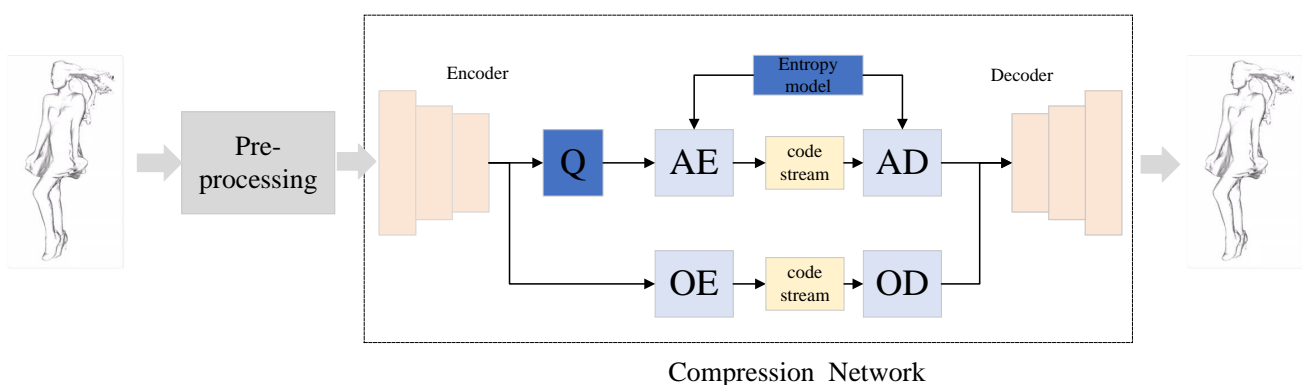 Encoder
Entropy
model
Decoder
Pre-
processing
Q
AE
code
stream
AD
OE
code
stream
OD
Compression Network